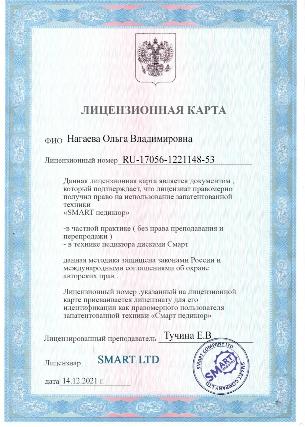 ЛИЦЕНЗИОННАЯ КАРТА
ФИО Нагаева Ольга Владимировна
Лицензионный номер RU-17056-1221148-53
Данная лицензионная карта является документом ,
который подтверждает, что лицензиат правомерно
получил право на использование запатентованной
техники
«SMART педикюр»
-в частной практике ( без права преподавания и
перепродажи )
- в технике педикюра дисками Смарт
данная методика защищена законами России и
международными соглашениями об охране
авторских прав .
Лицензионный номер ,указанный на лицензионной
карте присваивается лицензиату для его
идентификации как правомерного пользователя
запатентованной техники «Смарт педикюр»
Лицензированный преподаватель Тучина Е.В
Лицензиар SMART LTD
дата 14.12.2021 г.
SMART